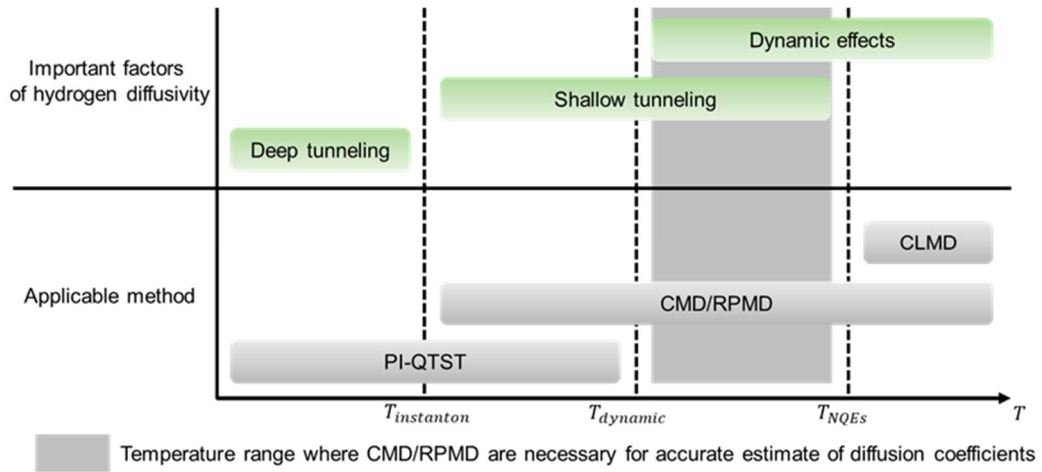 Important factors
of hydrogen diffusivity
Dynamic effects
Shallow tunneling
Deep tunneling
Applicable method
CLMD
CMD/RPMD
PI-QTST
T_instanton
T_dynamic
T_NQEs
T
Temperature range where CMD/RPMD are necessary for accurate estimate of diffusion coefficients